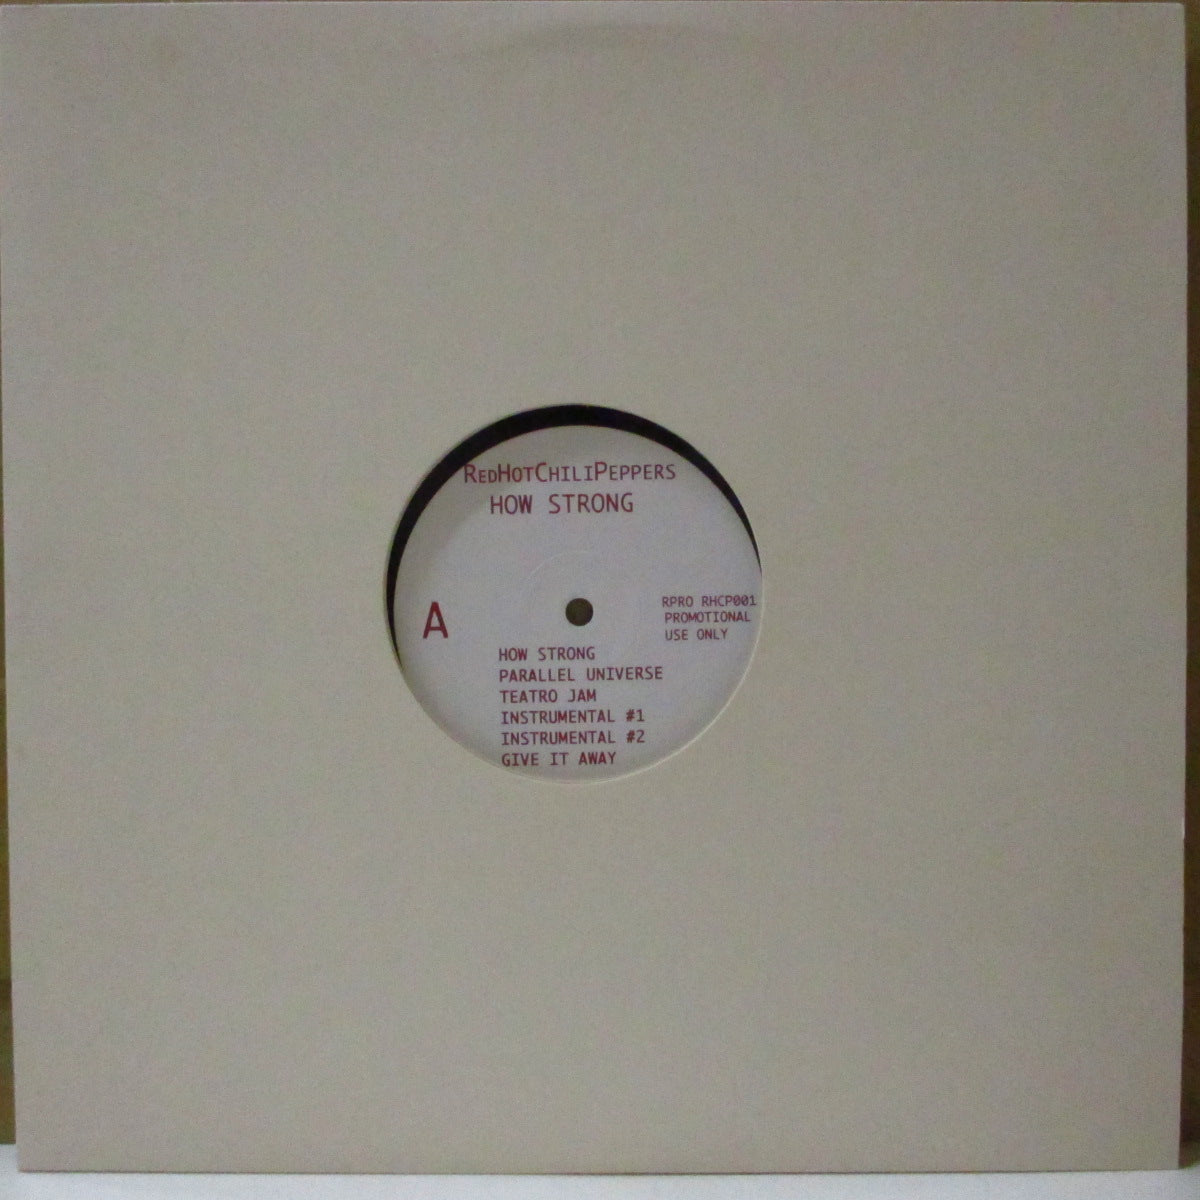 REDHOTCHILIPEPPERS
HOW STRONG
A
RPRO RHCP001
PROMOTIONAL
USE ONLY
HOW STRONG
PARALLEL UNIVERSE
TEATRO JAM
INSTRUMENTAL #1
INSTRUMENTAL #2
GIVE IT AWAY